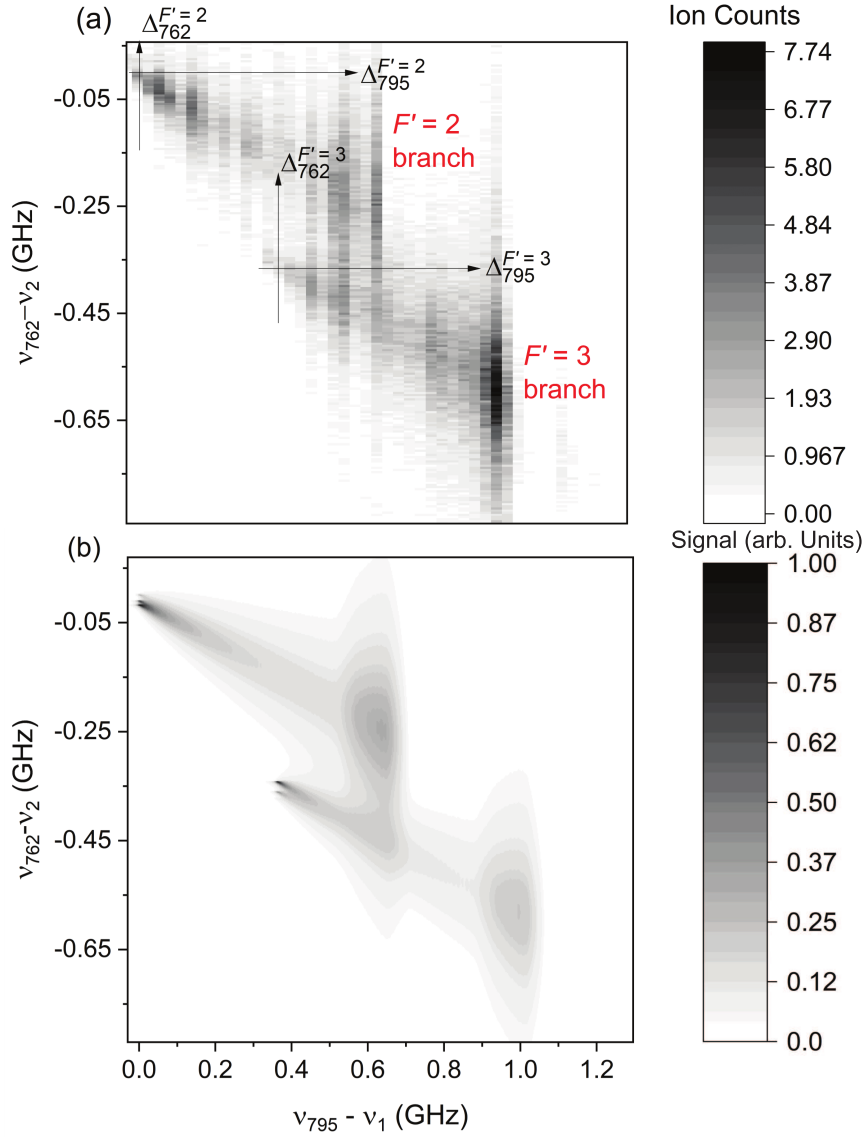 (a)
Δ762^F' = 2
Ion Counts
Δ795^F' = 2
F' = 2
branch
Δ762^F' = 3
Δ795^F' = 3
F' = 3
branch
-0.05
-0.25
-0.45
-0.65
ν762–ν2 (GHz)
7.74
6.77
5.80
4.84
3.87
2.90
1.93
0.967
0.00
(b)
Signal (arb. Units)
-0.05
-0.25
-0.45
-0.65
ν762-ν2 (GHz)
1.00
0.87
0.75
0.62
0.50
0.37
0.25
0.12
0.0
0.0 0.2 0.4 0.6 0.8 1.0 1.2
ν795 - ν1 (GHz)